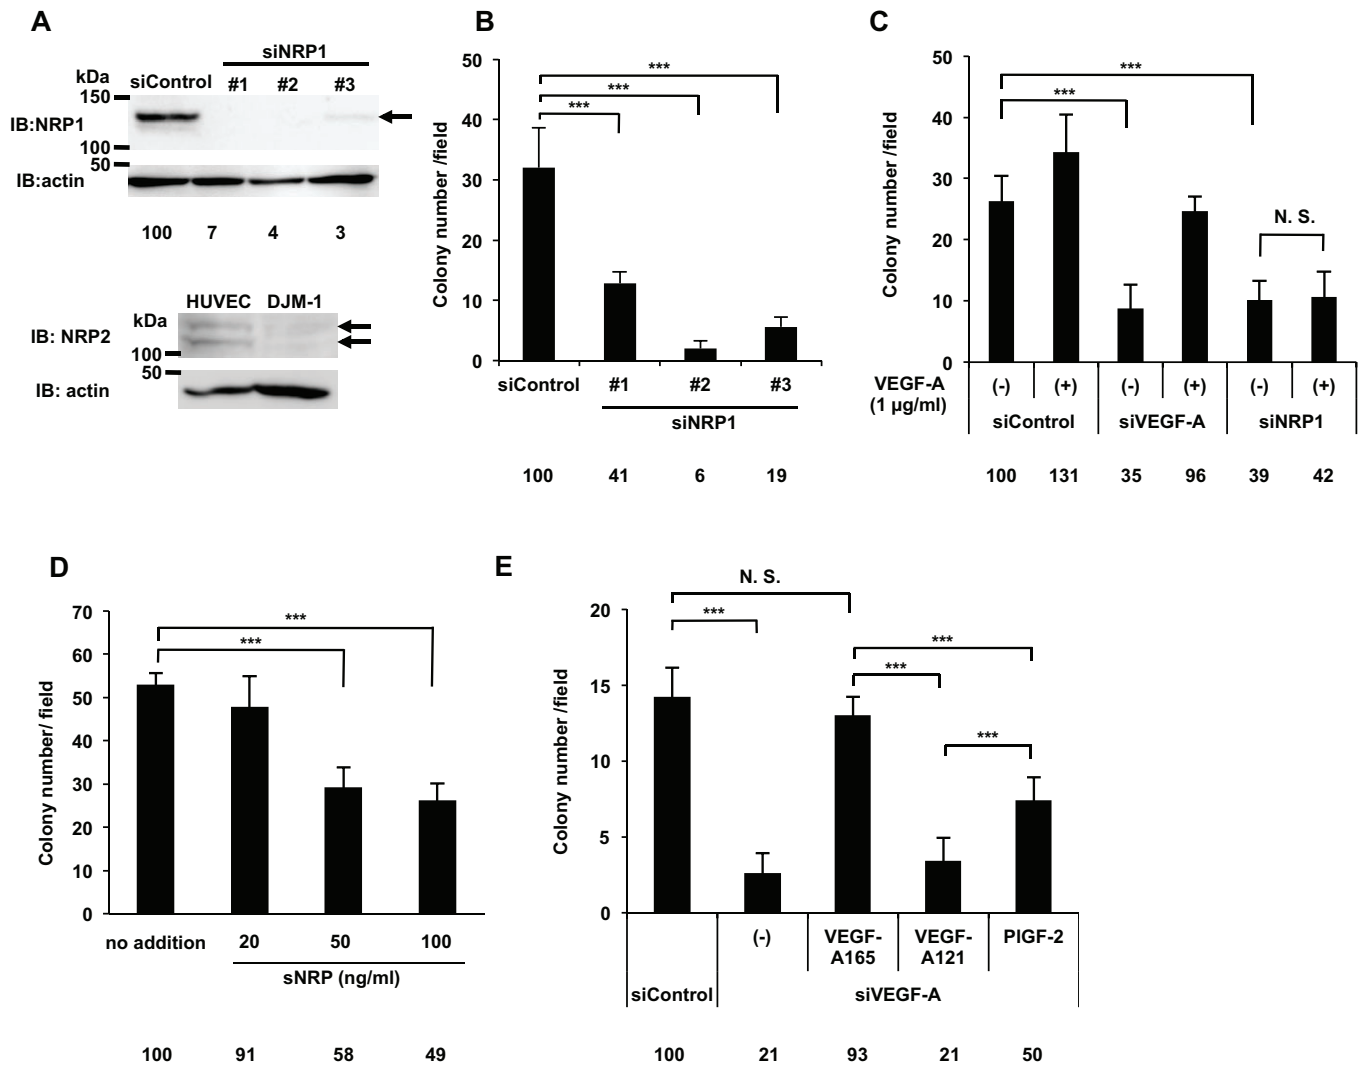 A
siNRP1
kDa siControl #1 #2 #3
150
IB:NRP1
100
50
IB:actin
100 7 4 3
HUVEC DJM-1
kDa
IB: NRP2
100
50
IB: actin
B
50
40
30
20
10
0
Colony number /field
***
***
***
siControl #1 #2 #3
siNRP1
100 41 6 19
C
50
40
30
20
10
0
Colony number /field
***
***
N. S.
VEGF-A (-) (+) (-) (+) (-) (+)
(1 µg/ml)
siControl siVEGF-A siNRP1
100 131 35 96 39 42
D
70
60
50
40
30
20
10
0
Colony number/ field
***
***
no addition 20 50 100
sNRP (ng/ml)
100 91 58 49
E
20
15
10
5
0
Colony number /field
N. S.
***
***
***
***
(-) VEGF- VEGF- PlGF-2
A165 A121
siControl siVEGF-A
100 21 93 21 50